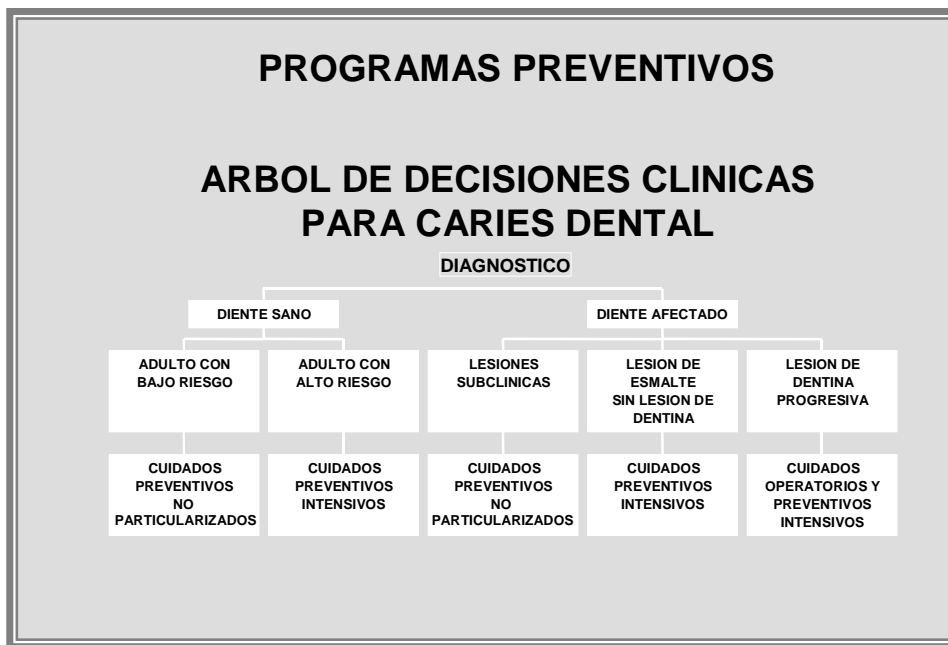 PROGRAMAS PREVENTIVOS
ARBOL DE DECISIONES CLINICAS
PARA CARIES DENTAL
DIAGNOSTICO
DIENTE SANO
DIENTE AFECTADO
ADULTO CON
BAJO RIESGO
ADULTO CON
ALTO RIESGO
LESIONES
SUBCLINICAS
LESION DE
ESMALTE
SIN LESION DE
DENTINA
LESION DE
DENTINA
PROGRESIVA
CUIDADOS
PREVENTIVOS
NO
PARTICULARIZADOS
CUIDADOS
PREVENTIVOS
INTENSIVOS
CUIDADOS
PREVENTIVOS
NO
PARTICULARIZADOS
CUIDADOS
PREVENTIVOS
INTENSIVOS
CUIDADOS
OPERATORIOS Y
PREVENTIVOS
INTENSIVOS